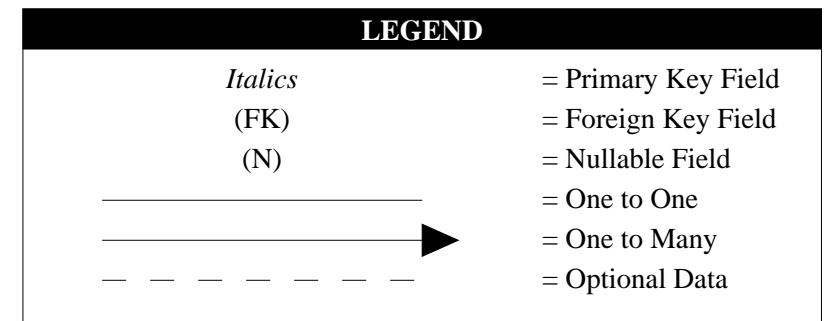 LEGEND
Italics = Primary Key Field
(FK) = Foreign Key Field
(N) = Nullable Field
= One to One
= One to Many
= Optional Data